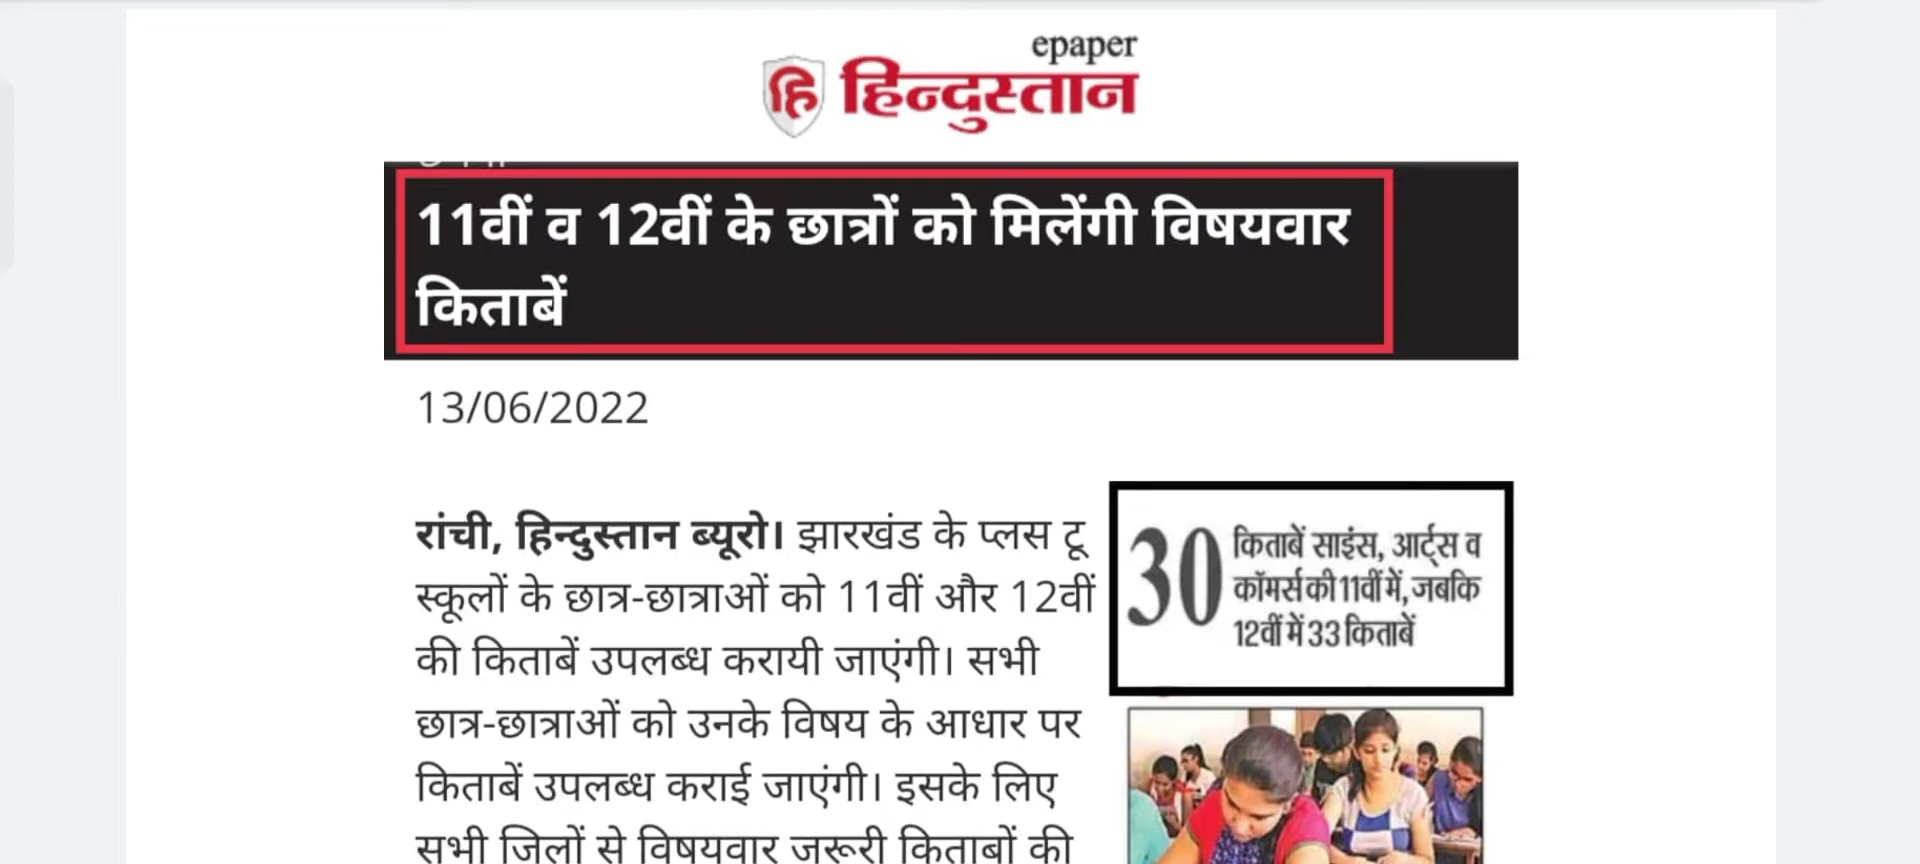 epaper
हि हिन्दुस्तान
11वीं व 12वीं के छात्रों को मिलेंगी विषयवार
किताबें
13/06/2022
रांची, हिन्दुस्तान ब्यूरो। झारखंड के प्लस टू
स्कूलों के छात्र-छात्राओं को 11वीं और 12वीं
की किताबें उपलब्ध करायी जाएंगी। सभी
छात्र-छात्राओं को उनके विषय के आधार पर
किताबें उपलब्ध कराई जाएंगी। इसके लिए
सभी जिलों से विषयवार जरूरी किताबों की
30 किताबें साइंस, आर्ट्स व
कॉमर्स की 11वीं में, जबकि
12वीं में 33 किताबें